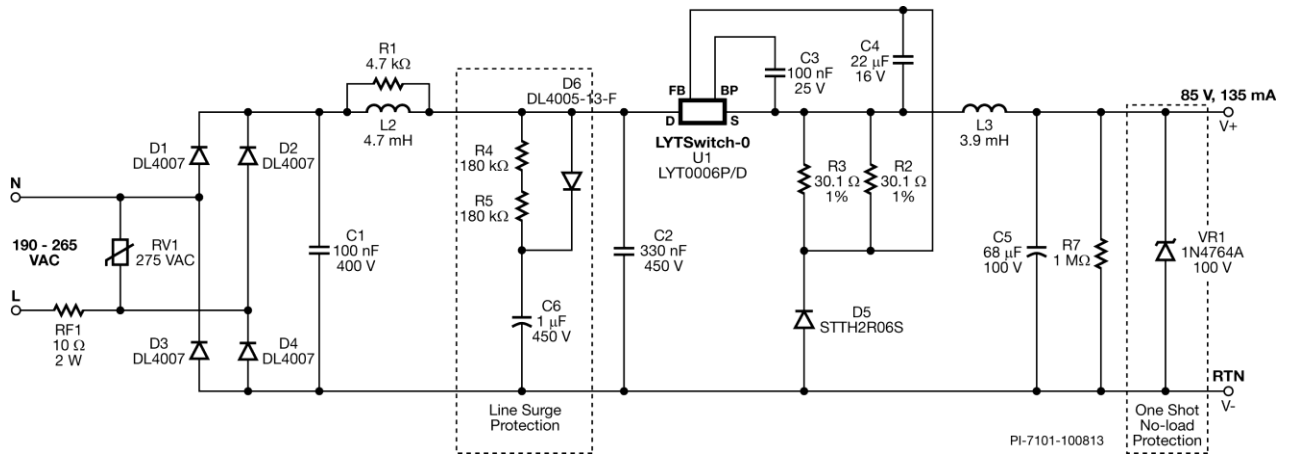 R1
4.7 kΩ
L2
4.7 mH
D1
DL4007
D2
DL4007
N
190 - 265
VAC
RV1
275 VAC
L
RF1
10 Ω
2 W
D3
DL4007
D4
DL4007
C1
100 nF
400 V
D6
DL4005-13-F
R4
180 kΩ
R5
180 kΩ
C6
1 μF
450 V
Line Surge
Protection
C2
330 nF
450 V
FB
BP
D
S
LYTSwitch-0
U1
LYT0006P/D
C3
100 nF
25 V
C4
22 μF
16 V
R3
30.1 Ω
1%
R2
30.1 Ω
1%
D5
STTH2R06S
L3
3.9 mH
C5
68 μF
100 V
R7
1 MΩ
VR1
1N4764A
100 V
85 V, 135 mA
V+
RTN
V-
One Shot
No-load
Protection
PI-7101-100813